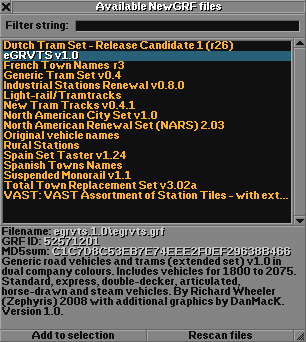 Available NewGRF files
Filter string:
Dutch Tram Set - Release Candidate 1 (r26)
eGRVTS v1.0
French Town Names r3
Generic Tram Set v0.4
Industrial Stations Renewal v0.8.0
Light-rail/Tramtracks
New Tram Tracks v0.4.1
North American City Set v1.0
North American Renewal Set (NARS) 2.03
Original vehicle names
Rural Stations
Spain Set Taster v1.24
Spanish Towns Names
Suspended Monorail v1.1
Total Town Replacement Set v3.02a
VAST: VAST Assortment of Station Tiles - with ext...
Filename: egrvts.1.0\egrvts.grf
GRF ID: 52571201
MD5sum: C1C7D8C53EB7E74EEE2F0EF29638B466
Generic road vehicles and trams (extended set) v1.0 in
dual company colours. Includes vehicles for 1800 to 2075.
Standard, express, double-decker, articulated,
horse-drawn and steam vehicles. By Richard Wheeler
(Zephyris) 2008 with additional graphics by DanMacK.
Version 1.0.
Add to selection
Rescan files